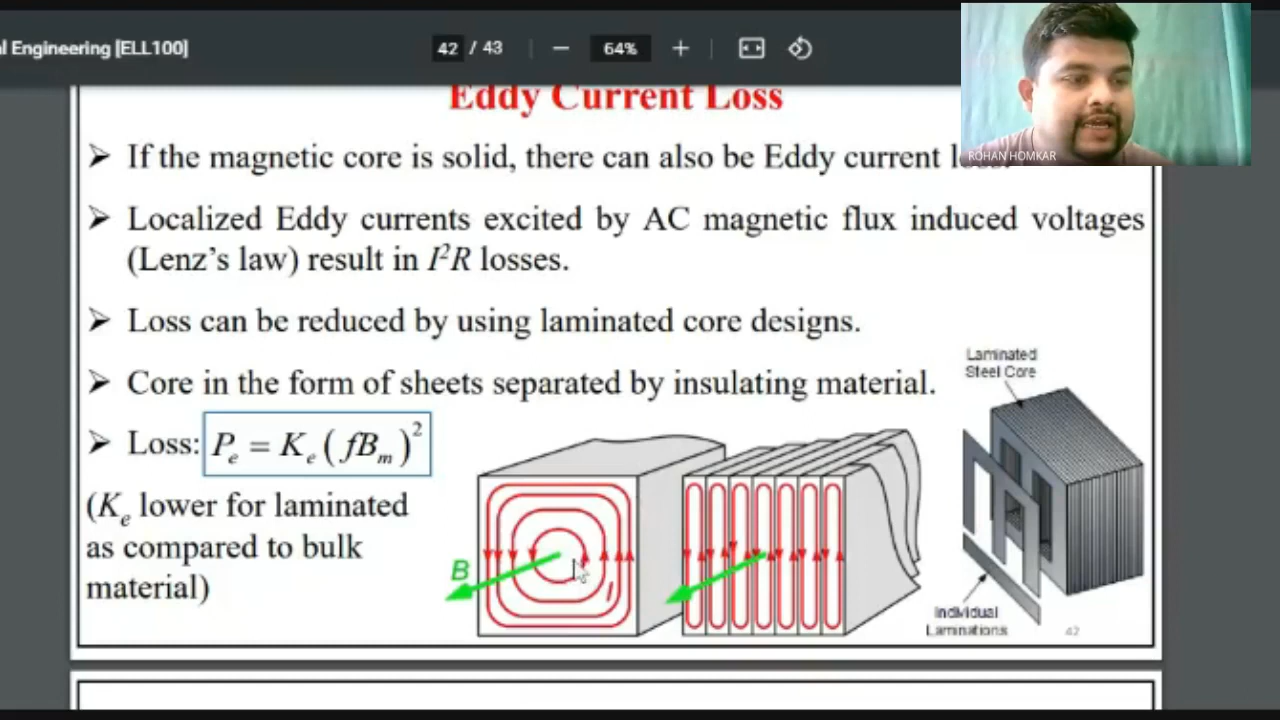 l Engineering [ELL100]
42 / 43
64%
ROHAN HOMKAR
Eddy Current Loss
➢ If the magnetic core is solid, there can also be Eddy current
➢ Localized Eddy currents excited by AC magnetic flux induced voltages
(Lenz's law) result in I²R losses.
➢ Loss can be reduced by using laminated core designs.
➢ Core in the form of sheets separated by insulating material.
➢ Loss: Pₑ = Kₑ (fBₘ)²
(Kₑ lower for laminated
as compared to bulk
material)
B
I
Laminated
Steel Core
Individual
Laminations
42